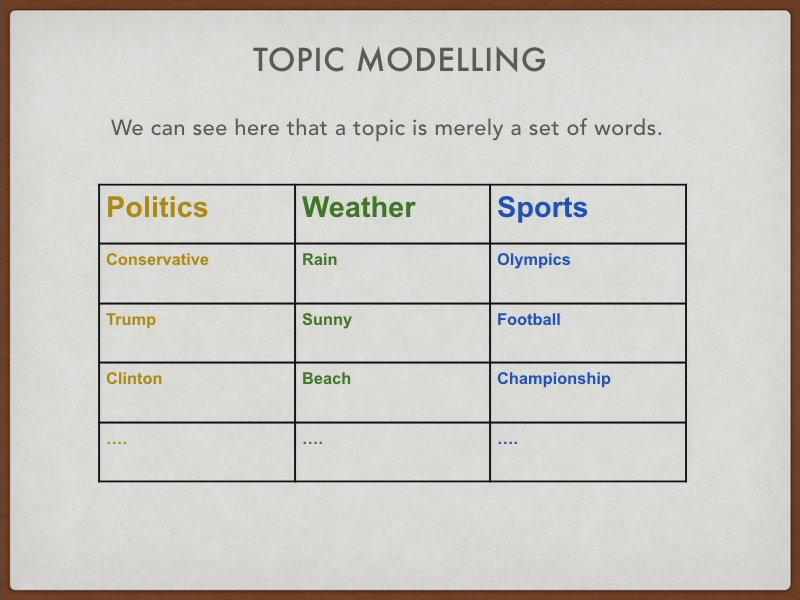 TOPIC MODELLING
We can see here that a topic is merely a set of words.
Politics Weather Sports
Conservative Rain Olympics
Trump Sunny Football
Clinton Beach Championship
.... .... ....